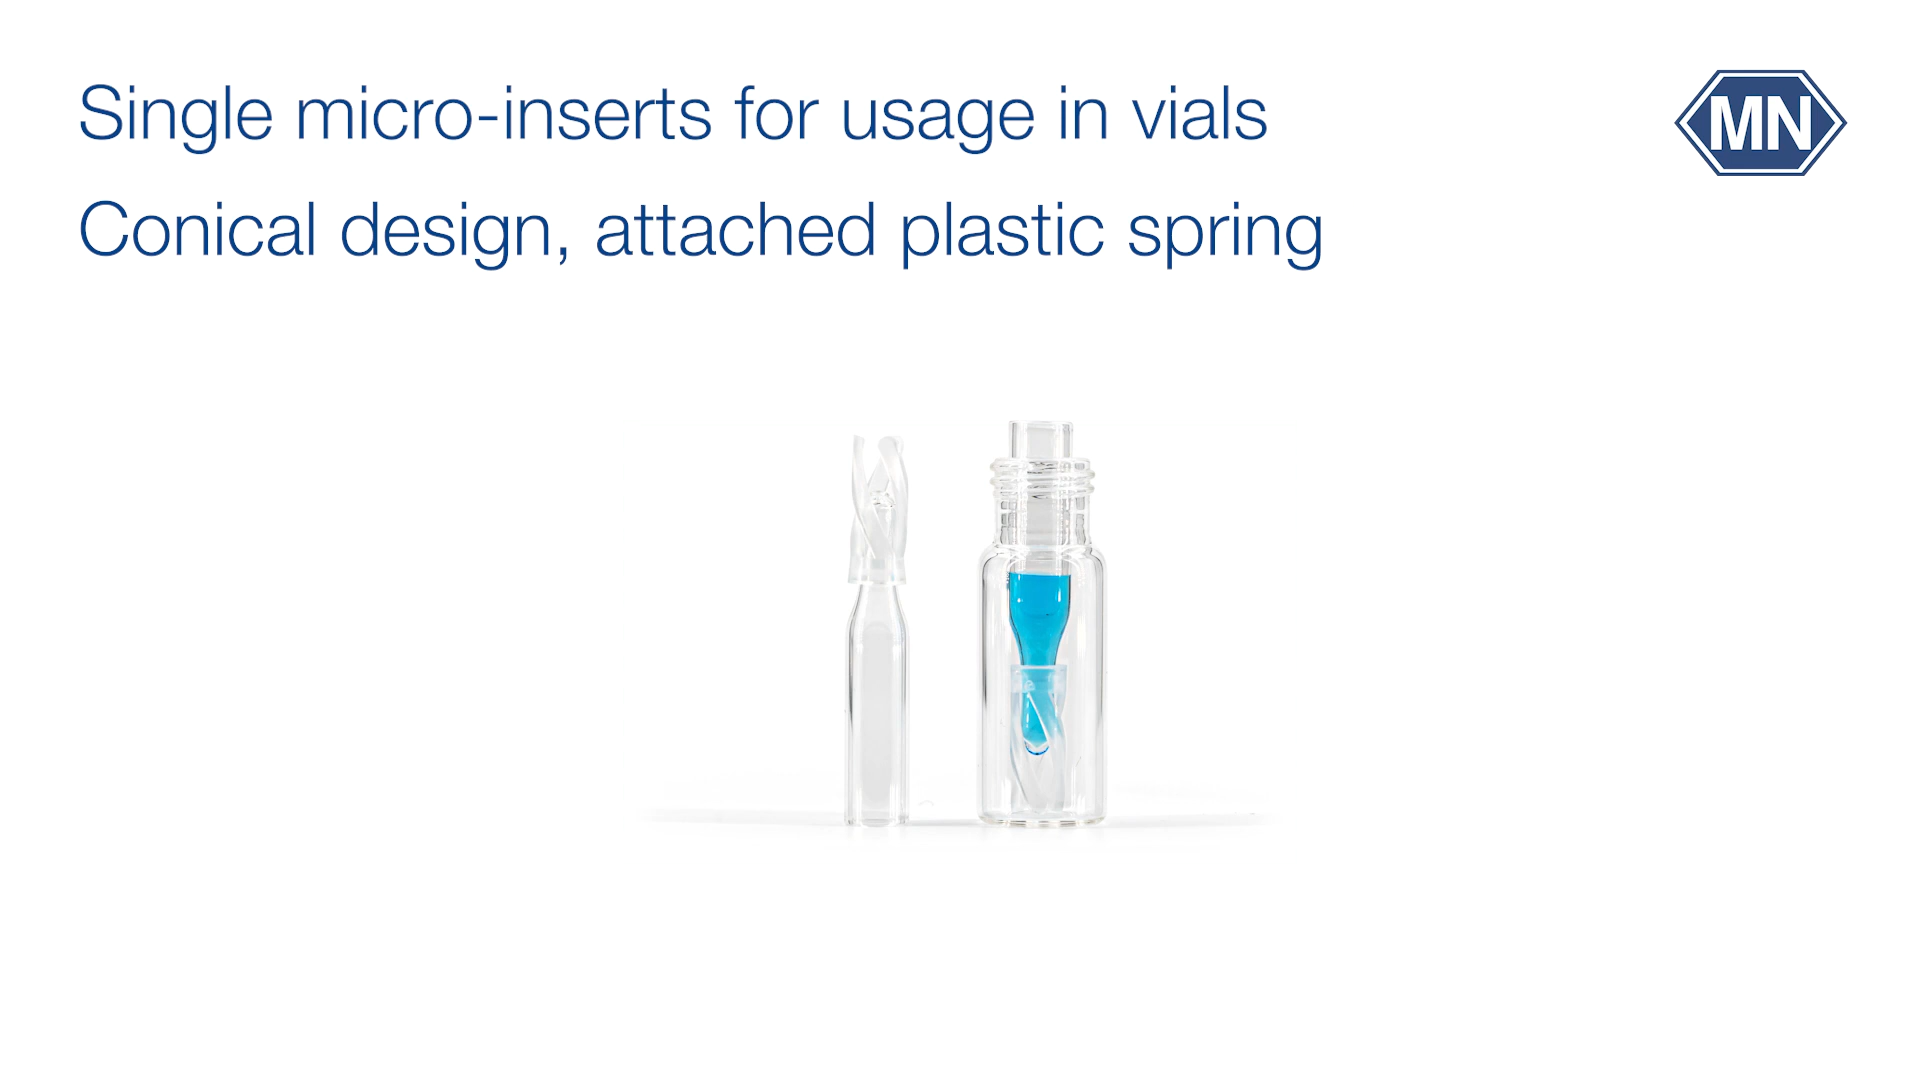 Single micro-inserts for usage in vials
MN
Conical design, attached plastic spring